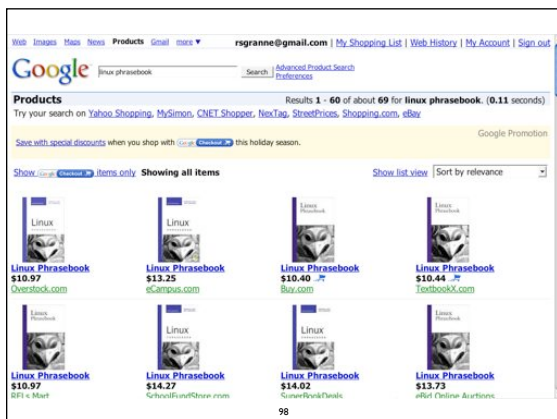 Web Images Maps News Products Gmail more ▼ rsgranne@gmail.com | My Shopping List | Web History | My Account | Sign out
Google linux phrasebook Search Advanced Product Search
Preferences
Products Results 1 - 60 of about 69 for linux phrasebook. (0.11 seconds)
Try your search on Yahoo Shopping, MySimon, CNET Shopper, NexTag, StreetPrices, Shopping.com, eBay
Google Promotion
Save with special discounts when you shop with Google Checkout this holiday season.
Show Google Checkout items only Showing all items Show list view Sort by relevance
Linux Linux Linux Phrasebook Linux Phrasebook
Linux Phrasebook Linux Phrasebook Linux Phrasebook Linux Phrasebook
$10.97 $13.25 $10.40 $10.44
Overstock.com eCampus.com Buy.com TextbookX.com
Linux Phrasebook Linux Linux Linux Phrasebook
Linux Phrasebook Linux Phrasebook Linux Phrasebook Linux Phrasebook
$10.97 $14.27 $14.02 $13.73
RELs Mart SchoolFundStore.com SuperBookDeals eBid Online Auctions
98